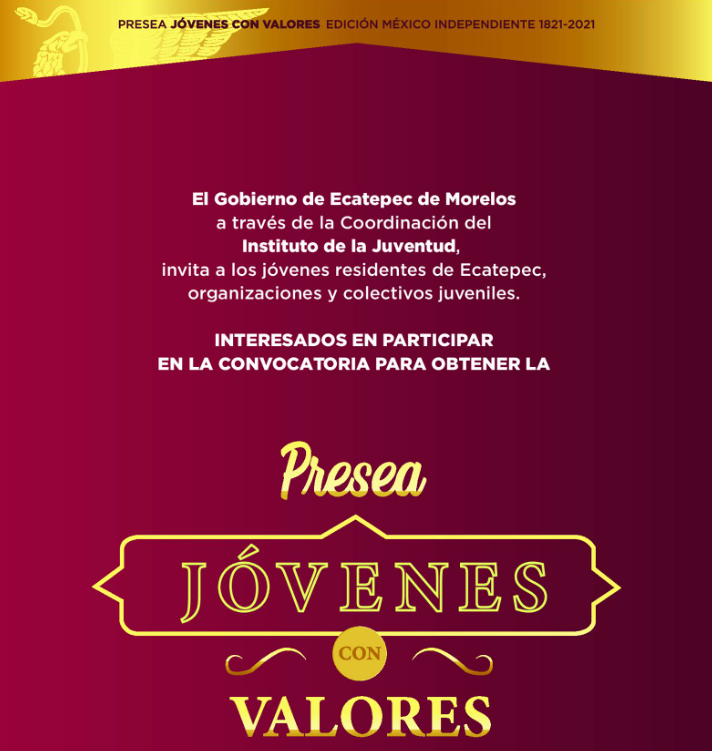 PRESEA JÓVENES CON VALORES EDICIÓN MÉXICO INDEPENDIENTE 1821-2021
El Gobierno de Ecatepec de Morelos
a través de la Coordinación del
Instituto de la Juventud,
invita a los jóvenes residentes de Ecatepec,
organizaciones y colectivos juveniles.
INTERESADOS EN PARTICIPAR
EN LA CONVOCATORIA PARA OBTENER LA
Presea
JÓVENES
CON
VALORES